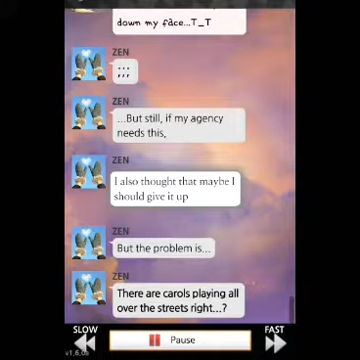 down my face...T_T
ZEN
;;;
ZEN
...But still, if my agency
needs this,
ZEN
I also thought that maybe I
should give it up
ZEN
But the problem is...
ZEN
There are carols playing all
over the streets right...?
SLOW
Pause
FAST